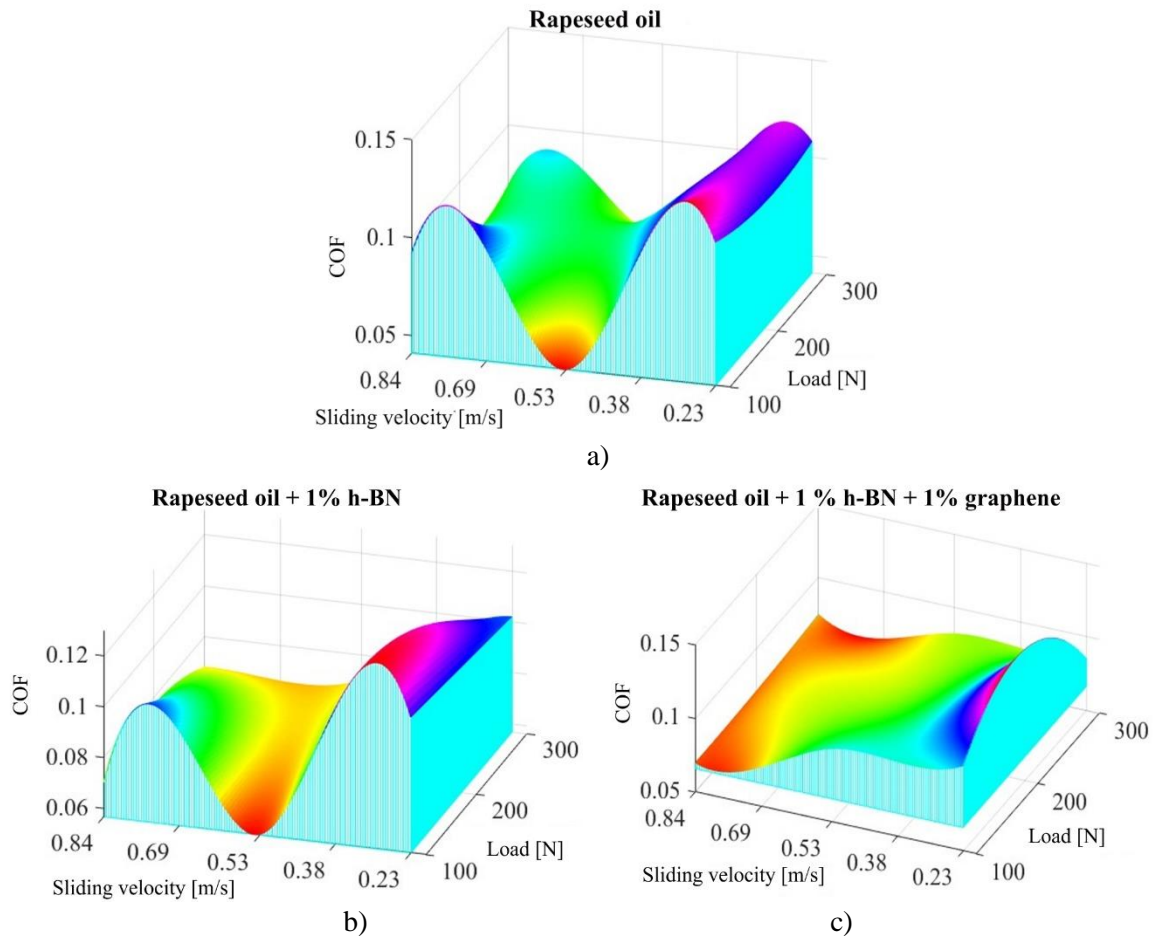 Rapeseed oil
0.15
0.1
0.05
COF
0.84
0.69
0.53
0.38
0.23
Sliding velocity [m/s]
100
200
300
Load [N]
a)
Rapeseed oil + 1% h-BN
0.12
0.1
0.08
0.06
COF
0.84
0.69
0.53
0.38
0.23
Sliding velocity [m/s]
100
200
300
Load [N]
b)
Rapeseed oil + 1 % h-BN + 1% graphene
0.15
0.1
0.05
COF
0.84
0.69
0.53
0.38
0.23
Sliding velocity [m/s]
100
200
300
Load [N]
c)